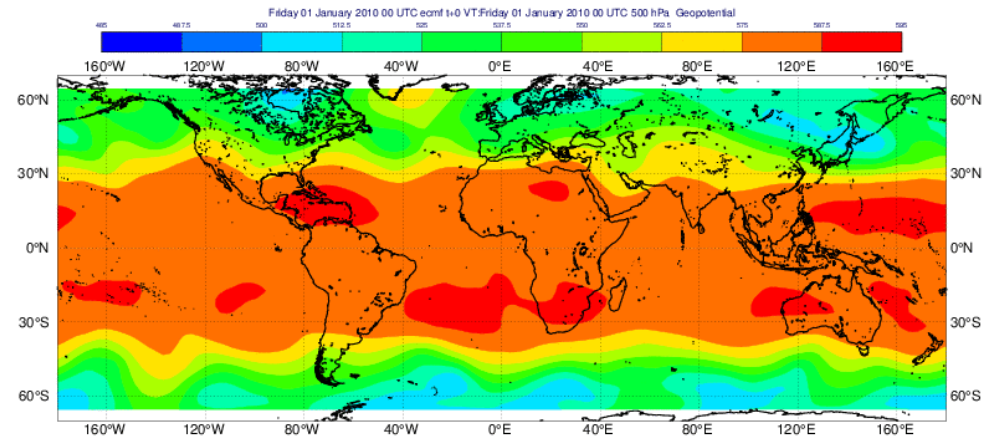 Friday 01 January 2010 00 UTC ecmf t+0 VT:Friday 01 January 2010 00 UTC 500 hPa Geopotential
485 487.5 500 512.5 525 537.5 550 562.5 575 587.5 595
160°W 120°W 80°W 40°W 0°E 40°E 80°E 120°E 160°E
60°N 60°N
30°N 30°N
0°N 0°N
30°S 30°S
60°S 60°S
160°W 120°W 80°W 40°W 0°E 40°E 80°E 120°E 160°E